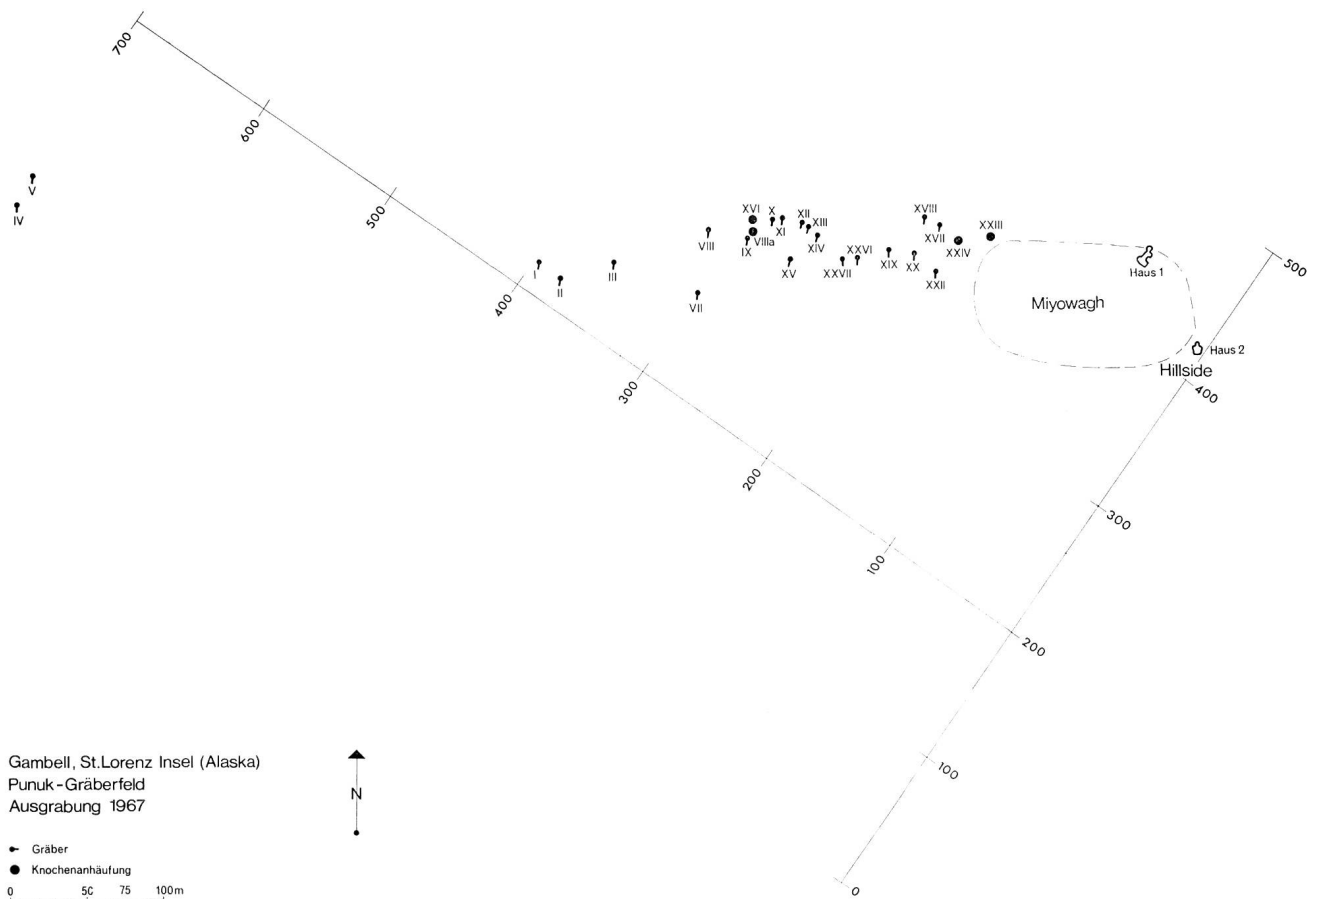 700
600
500
400
300
200
100
V
IV
I
II
III
VIII
VII
XVI
VIIIa
IX
X
XI
XII
XIII
XIV
XV
XXVII
XXVI
XIX
XX
XVIII
XVII
XXIV
XXII
XXIII
Haus 1
Miyowagh
Haus 2
Hillside
500
400
300
200
100
0
Gambell, St.Lorenz Insel (Alaska)
Punuk-Gräberfeld
Ausgrabung 1967
N
Gräber
Knochenanhäufung
0 50 75 100m